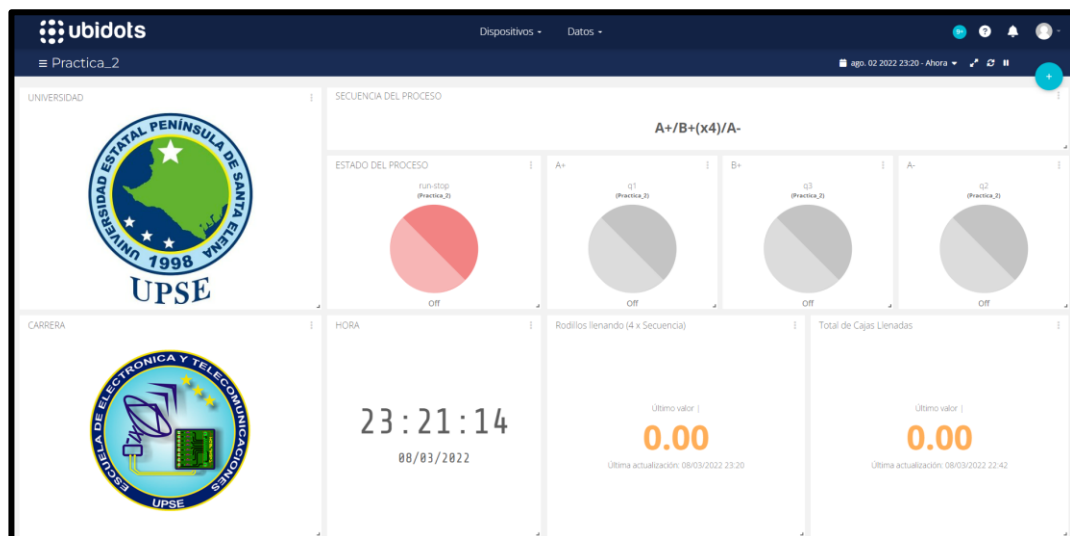 ubidots
Dispositivos
Datos
Practica_2
ago. 02 2022 23:20 - Ahora
UNIVERSIDAD
UNIVERSIDAD ESTATAL PENÍNSULA DE SANTA ELENA
1998
UPSE
SECUENCIA DEL PROCESO
A+/B+(x4)/A-
ESTADO DEL PROCESO
run-stop
(Practica_2)
Off
A+
q1
(Practica_2)
Off
B+
q3
(Practica_2)
Off
A-
q2
(Practica_2)
Off
CARRERA
ESCUELA DE ELECTRONICA Y TELECOMUNICACIONES
UPSE
HORA
23:21:14
08/03/2022
Rodillos llenando (4 x Secuencia)
Último valor |
0.00
Última actualización: 08/03/2022 23:20
Total de Cajas Llenadas
Último valor |
0.00
Última actualización: 08/03/2022 22:42